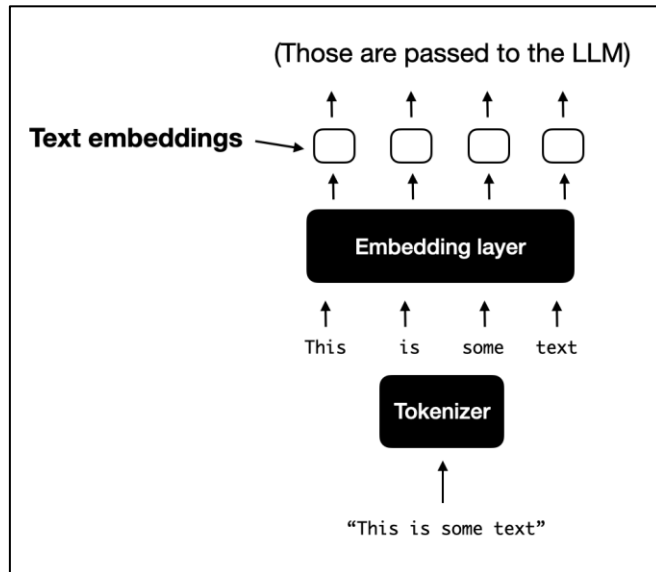 (Those are passed to the LLM)
Text embeddings
Embedding layer
This is some text
Tokenizer
“This is some text”